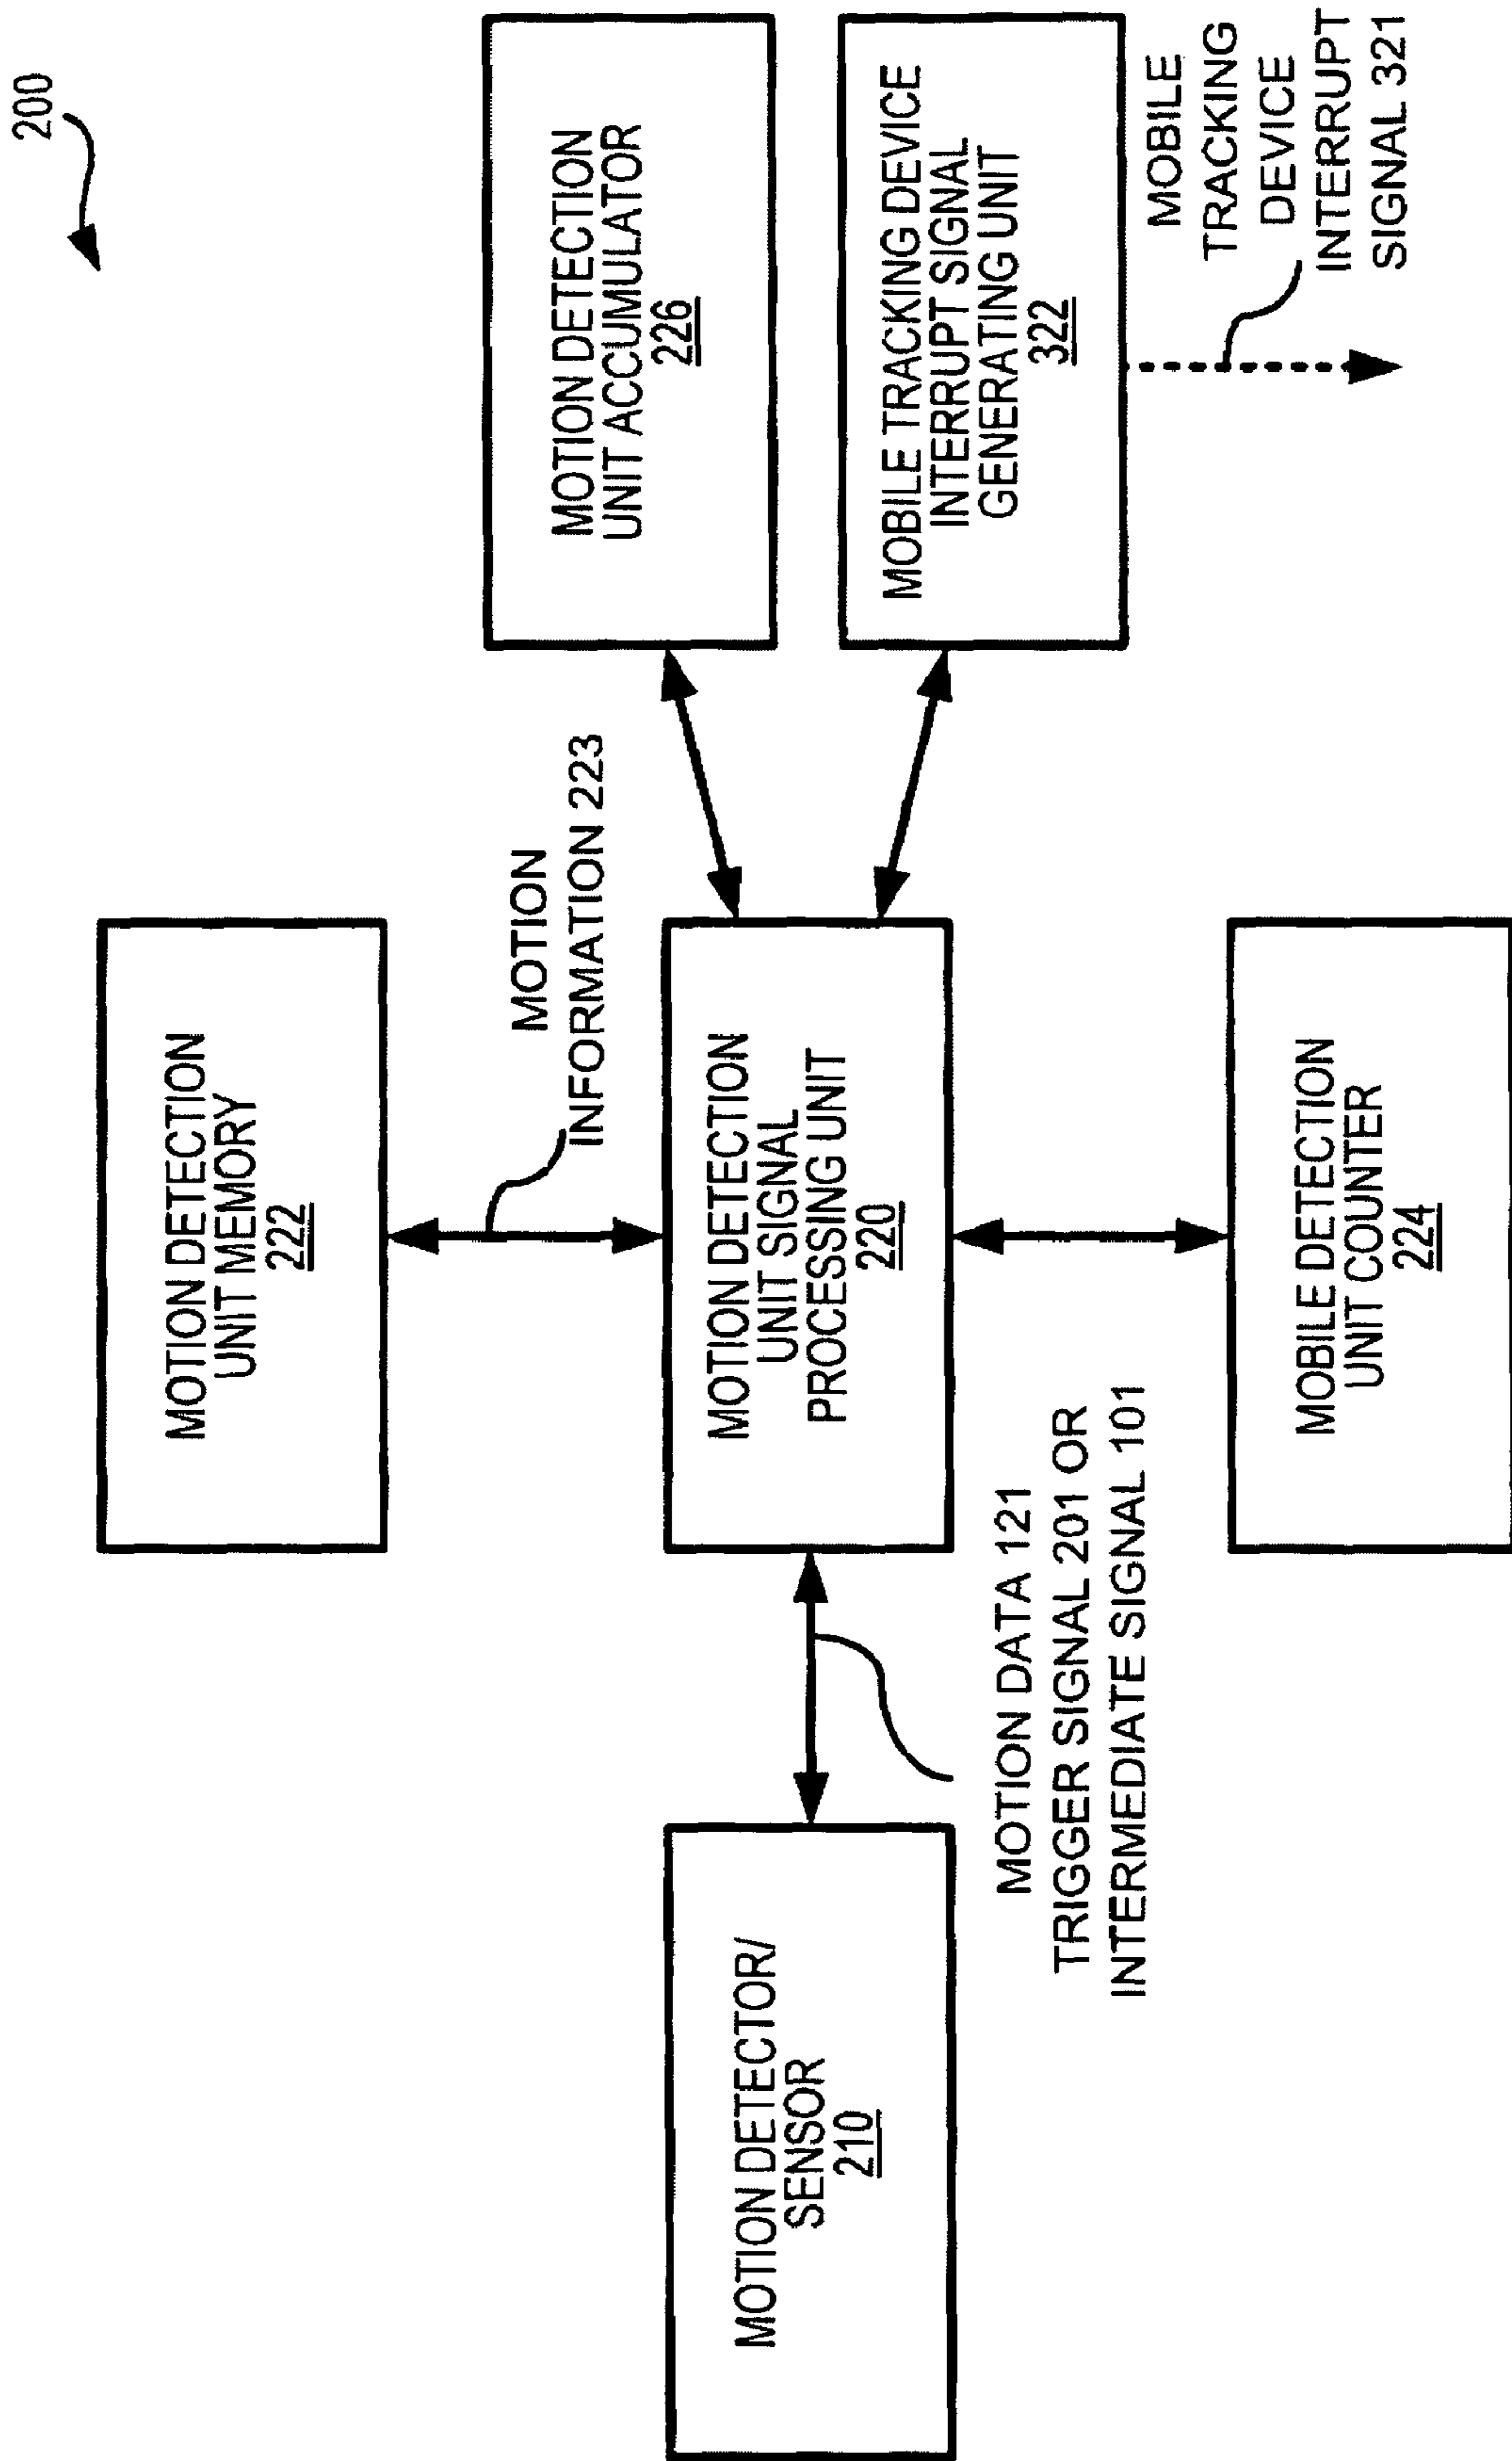 200
MOTION DETECTION
UNIT MEMORY
222
MOTION
INFORMATION 223
MOTION DETECTION
UNIT ACCUMULATOR
226
MOTION DETECTOR/
SENSOR
210
MOTION DETECTION
UNIT SIGNAL
PROCESSING UNIT
220
MOBILE TRACKING DEVICE
INTERRUPT SIGNAL
GENERATING UNIT
322
MOTION DATA 121
TRIGGER SIGNAL 201 OR
INTERMEDIATE SIGNAL 101
MOBILE
TRACKING
DEVICE
INTERRUPT
SIGNAL 321
MOBILE DETECTION
UNIT COUNTER
224